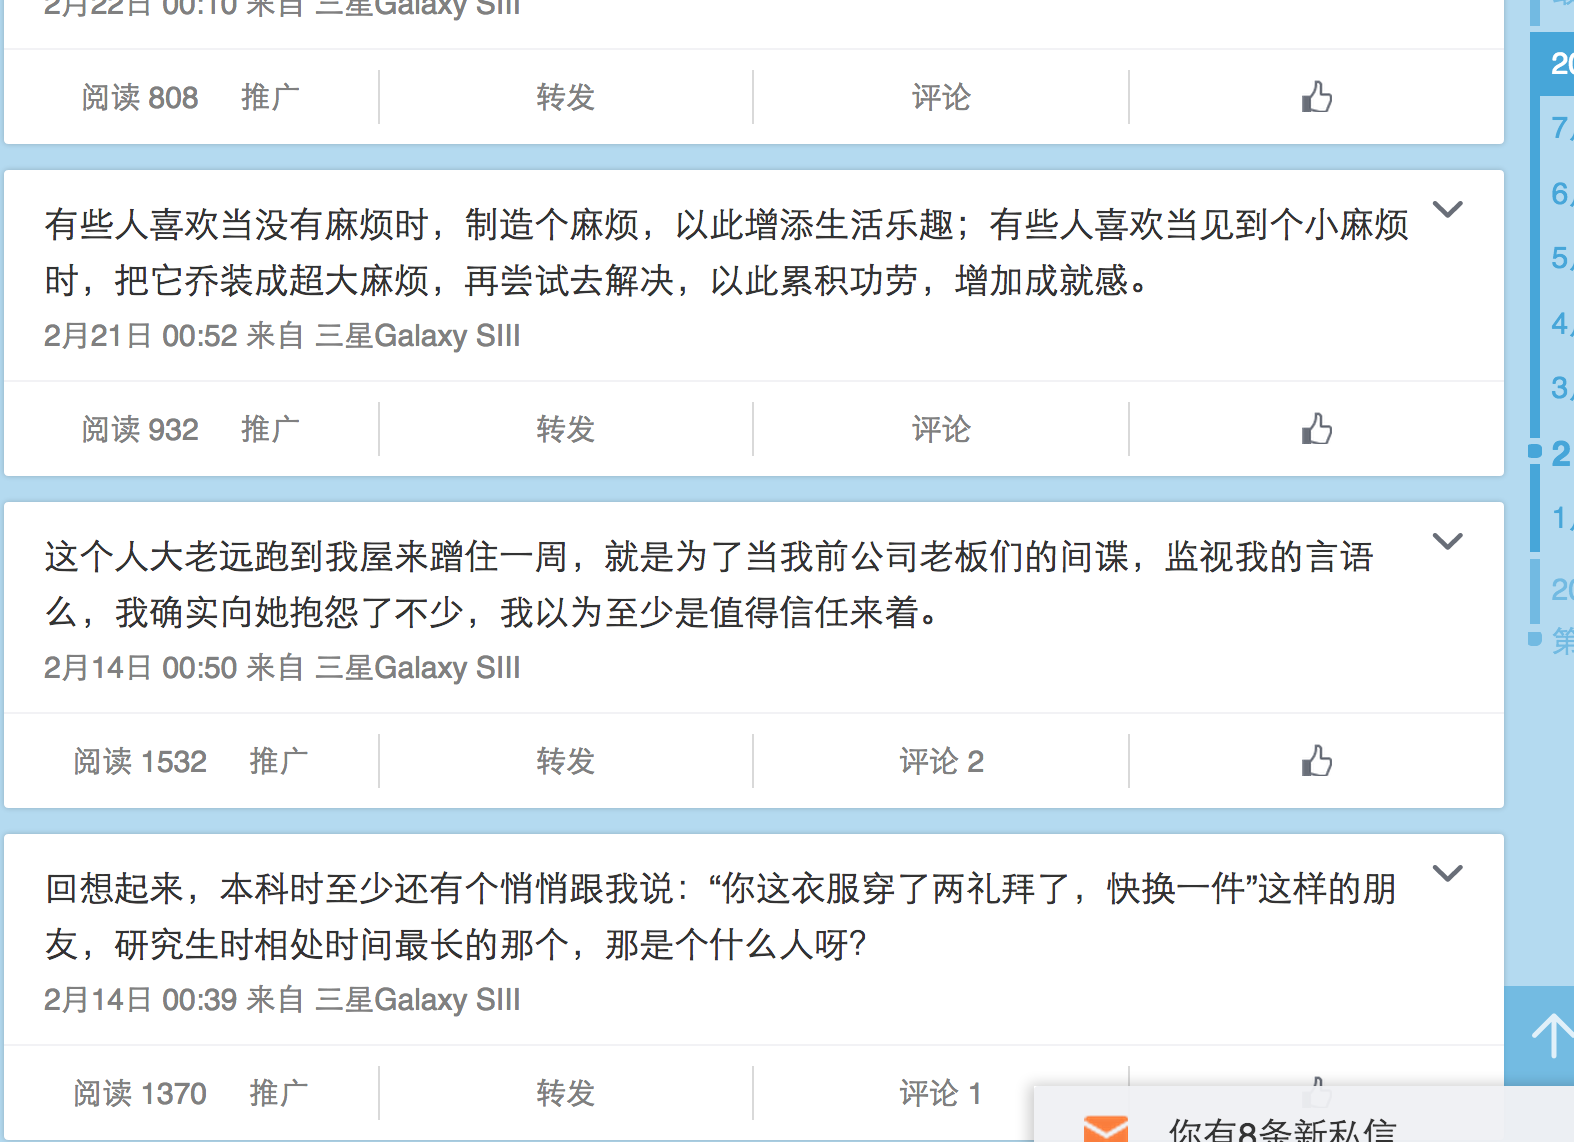 2月22日 00:10 来自 三星Galaxy SIII
阅读 808 推广 转发 评论
有些人喜欢当没有麻烦时，制造个麻烦，以此增添生活乐趣；有些人喜欢当见到个小麻烦
时，把它乔装成超大麻烦，再尝试去解决，以此累积功劳，增加成就感。
2月21日 00:52 来自 三星Galaxy SIII
阅读 932 推广 转发 评论
这个人大老远跑到我屋来蹭住一周，就是为了当我前公司老板们的间谍，监视我的言语
么，我确实向她抱怨了不少，我以为至少是值得信任来着。
2月14日 00:50 来自 三星Galaxy SIII
阅读 1532 推广 转发 评论 2
回想起来，本科时至少还有个悄悄跟我说：“你这衣服穿了两礼拜了，快换一件”这样的朋
友，研究生时相处时间最长的那个，那是个什么人呀？
2月14日 00:39 来自 三星Galaxy SIII
阅读 1370 推广 转发 评论 1
你有8条新私信
20
7
6
5
4
3
2
1
20
第